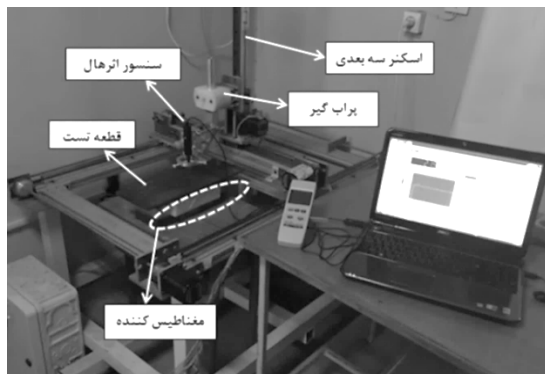 سنسور اثرهال
اسکنر سه بعدی
پراب گیر
قطعه تست
مغناطیس کننده